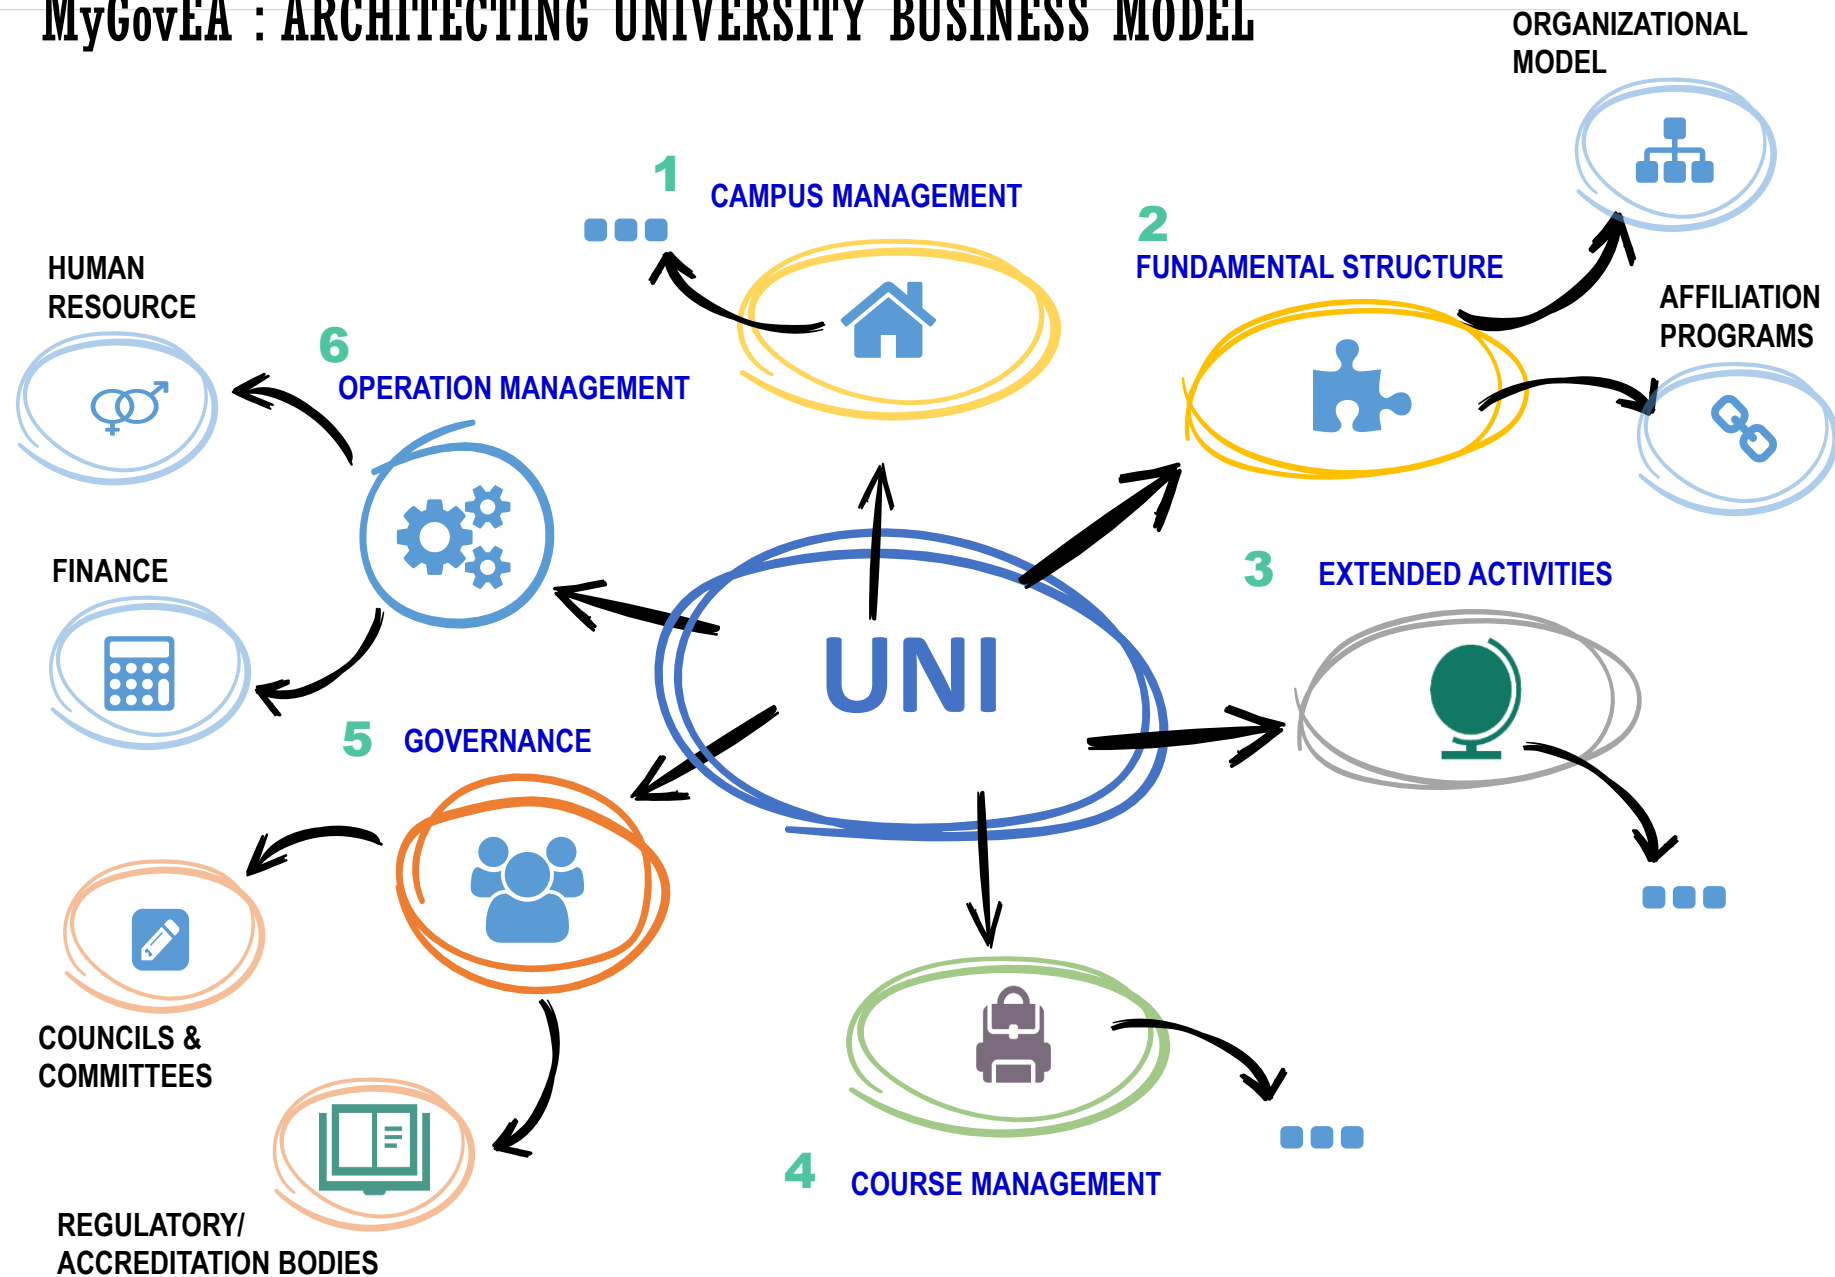 MyGovEA : ARCHITECTING UNIVERSITY BUSINESS MODEL
ORGANIZATIONAL
MODEL
1
CAMPUS MANAGEMENT
2
FUNDAMENTAL STRUCTURE
AFFILIATION
PROGRAMS
HUMAN
RESOURCE
6
OPERATION MANAGEMENT
3 EXTENDED ACTIVITIES
FINANCE
UNI
5 GOVERNANCE
COUNCILS &
COMMITTEES
4 COURSE MANAGEMENT
REGULATORY/
ACCREDITATION BODIES